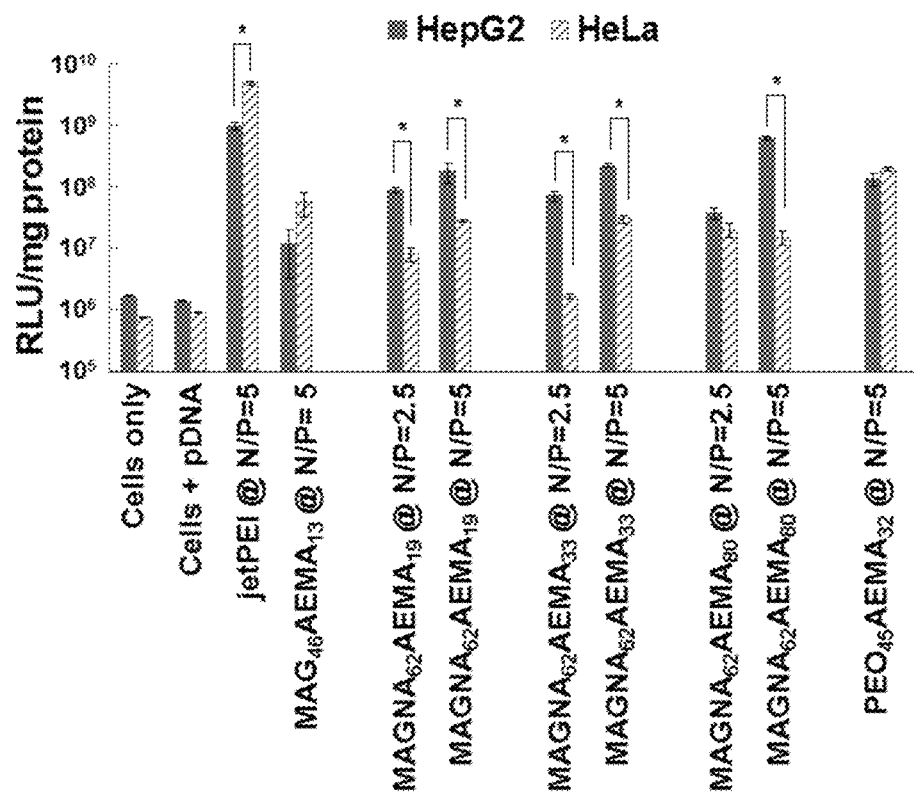 HepG2 HeLa
RLU/mg protein
10¹⁰
10⁹
10⁸
10⁷
10⁶
10⁵
*
*
*
*
*
*
Cells only
Cells + pDNA
jetPEI @ N/P=5
MAG₄₆AEMA₁₃ @ N/P= 5
MAGNA₆₂AEMA₁₉ @ N/P=2.5
MAGNA₆₂AEMA₁₉ @ N/P=5
MAGNA₆₂AEMA₃₃ @ N/P=2.5
MAGNA₆₂AEMA₃₃ @ N/P=5
MAGNA₆₂AEMA₈₀ @ N/P=2.5
MAGNA₆₂AEMA₈₀ @ N/P=5
PEO₄₅AEMA₃₂ @ N/P=5